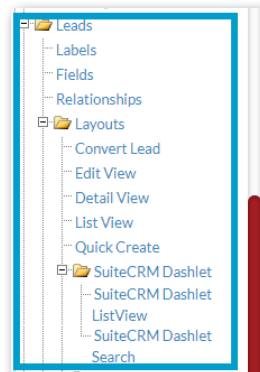 Leads
Labels
Fields
Relationships
Layouts
Convert Lead
Edit View
Detail View
List View
Quick Create
SuiteCRM Dashlet
SuiteCRM Dashlet
ListView
SuiteCRM Dashlet
Search